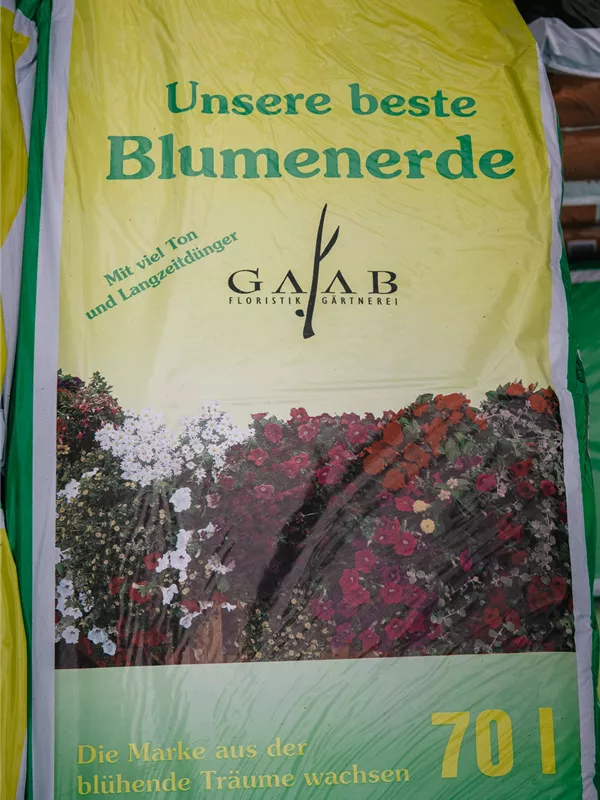 Unsere beste
Blumenerde
Mit viel Ton
und Langzeitdünger
GAAB
FLORISTIK GÄRTNEREI
Die Marke aus der
blühende Träume wachsen
70 l